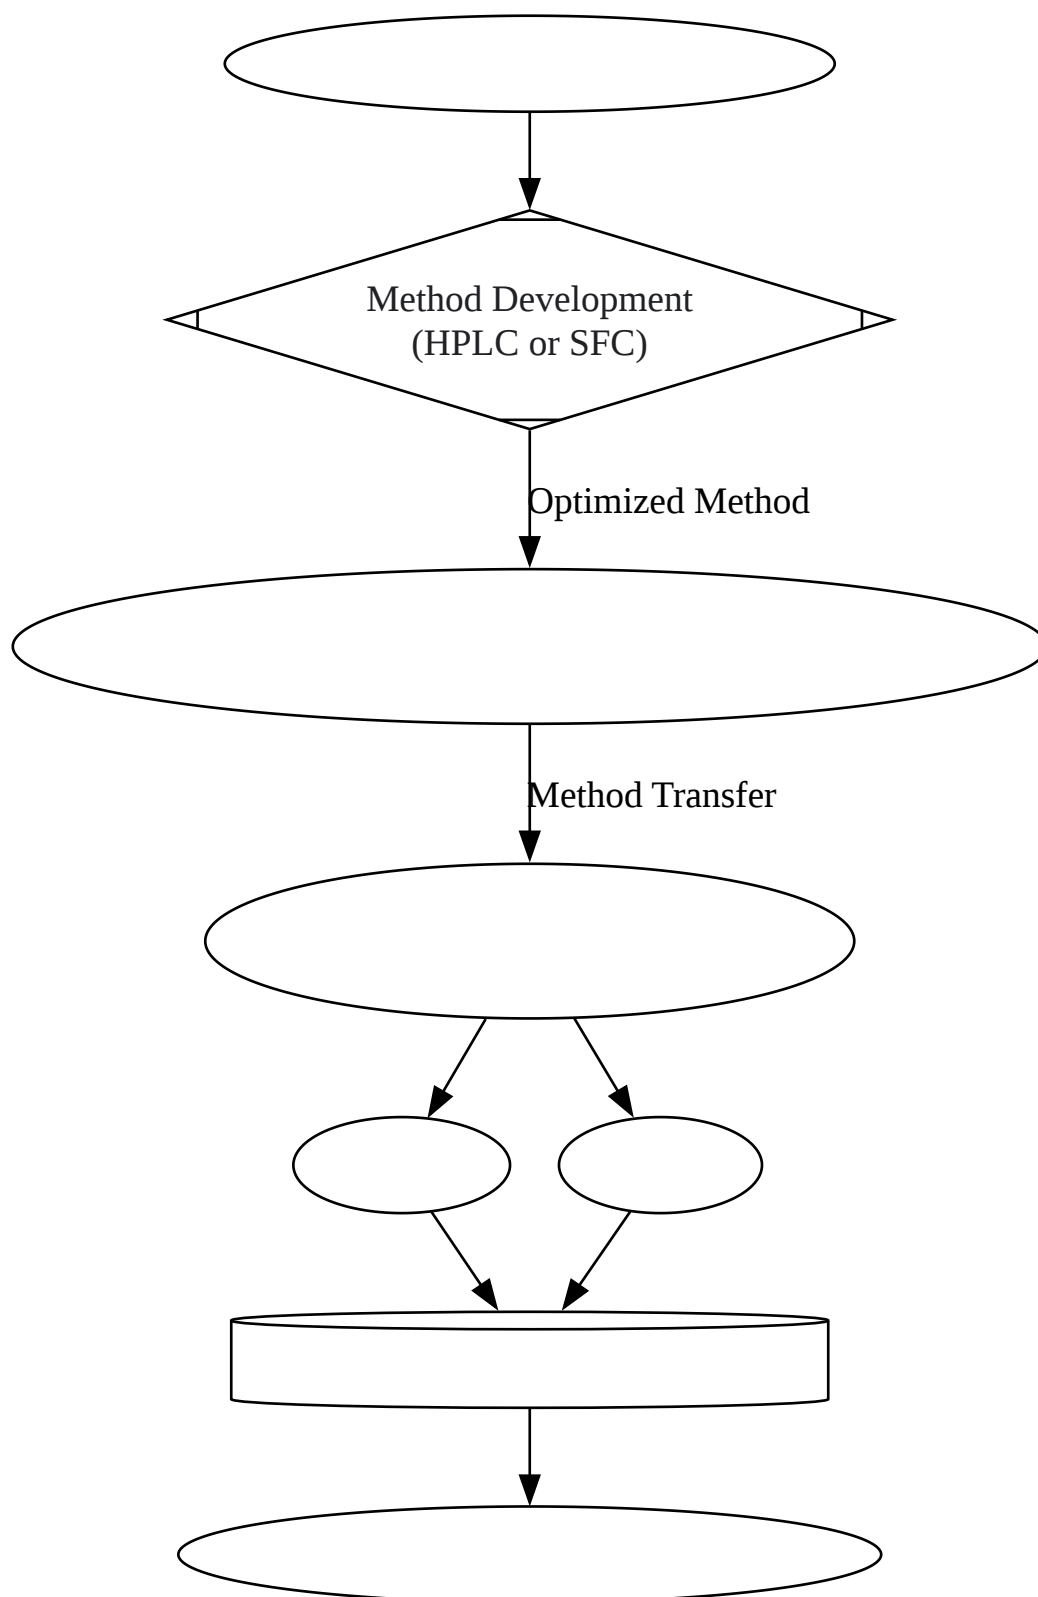 Method Development
(HPLC or SFC)
Optimized Method
Method Transfer